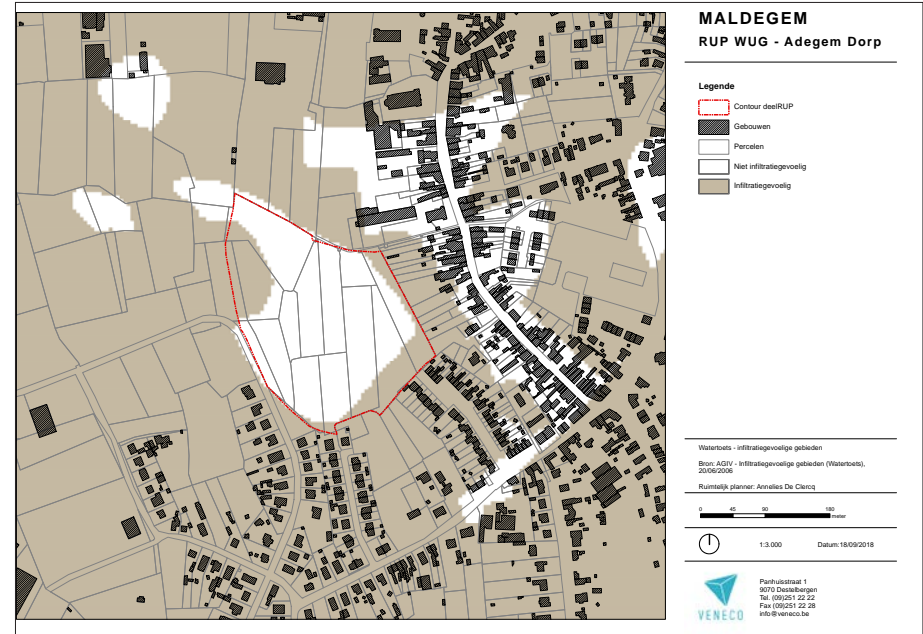 MALDEGEM
RUP WUG - Adegem Dorp
Legende
Contour deelRUP
Gebouwen
Percelen
Niet infiltratiegevoelig
Infiltratiegevoelig
Watertoets - infiltratiegevoelige gebieden
Bron: AGIV - Infiltratiegevoelige gebieden (Watertoets),
20/06/2006
Ruimtelijk planner: Annelies De Clercq
0 45 90 180
meter
1:3.000 Datum:18/09/2018
VENECO
Panhuisstraat 1
9070 Destelbergen
Tel. (09)251 22 22
Fax (09)251 22 28
info@veneco.be